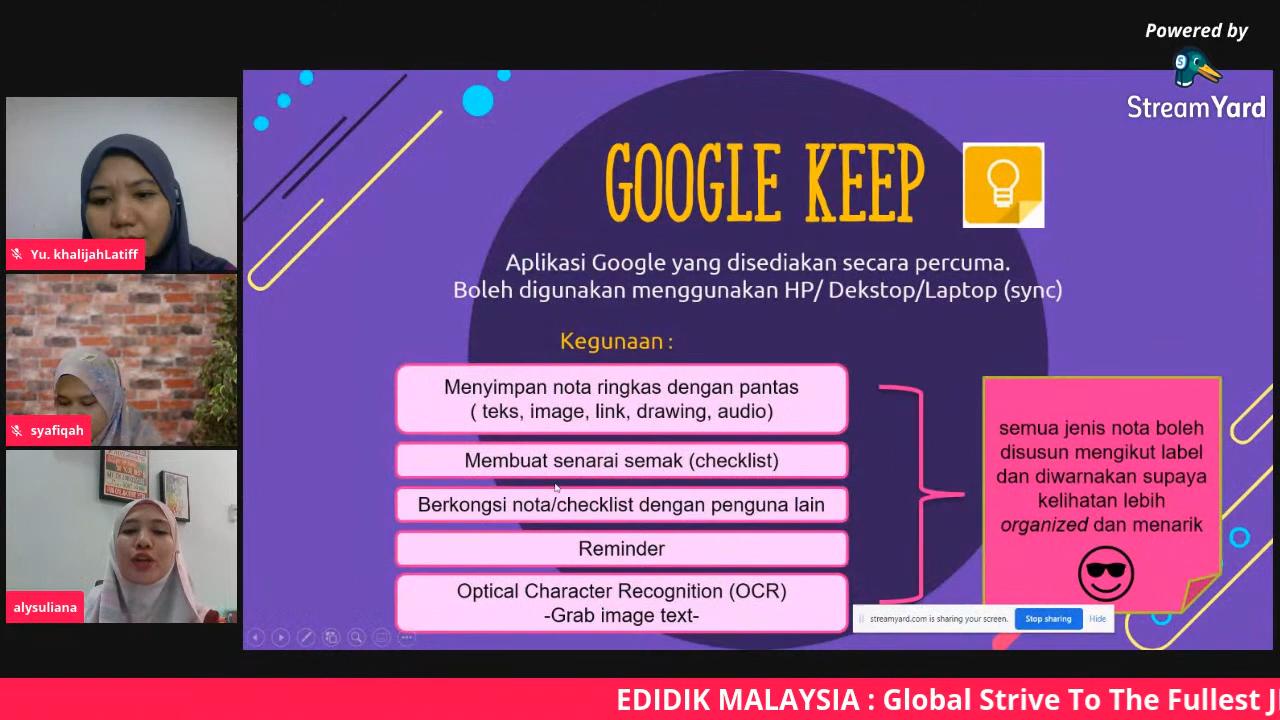 Powered by
StreamYard
GOOGLE KEEP
Aplikasi Google yang disediakan secara percuma.
Boleh digunakan menggunakan HP/ Dekstop/Laptop (sync)
Kegunaan :
Menyimpan nota ringkas dengan pantas
( teks, image, link, drawing, audio)
Membuat senarai semak (checklist)
Berkongsi nota/checklist dengan penguna lain
Reminder
Optical Character Recognition (OCR)
-Grab image text-
semua jenis nota boleh
disusun mengikut label
dan diwarnakan supaya
kelihatan lebih
organized dan menarik
streamyard.com is sharing your screen.
Stop sharing
Hide
Yu. khalijahLatiff
syafiqah
alysuliana
EDIDIK MALAYSIA : Global Strive To The Fullest